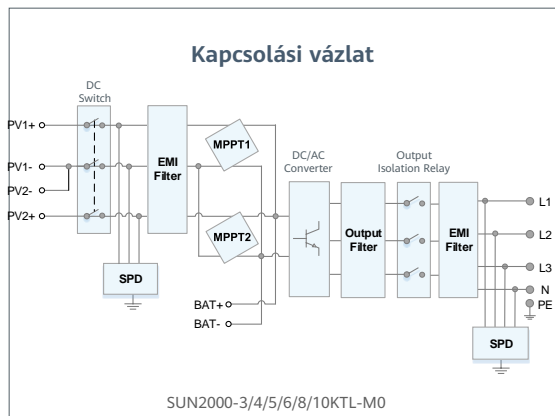 Kapcsolási vázlat
DC
Switch
PV1+
PV1-
PV2-
PV2+
EMI
Filter
MPPT1
MPPT2
SPD
BAT+
BAT-
DC/AC
Converter
Output
Filter
Output
Isolation Relay
EMI
Filter
L1
L2
L3
N
PE
SPD
SUN2000-3/4/5/6/8/10KTL-M0